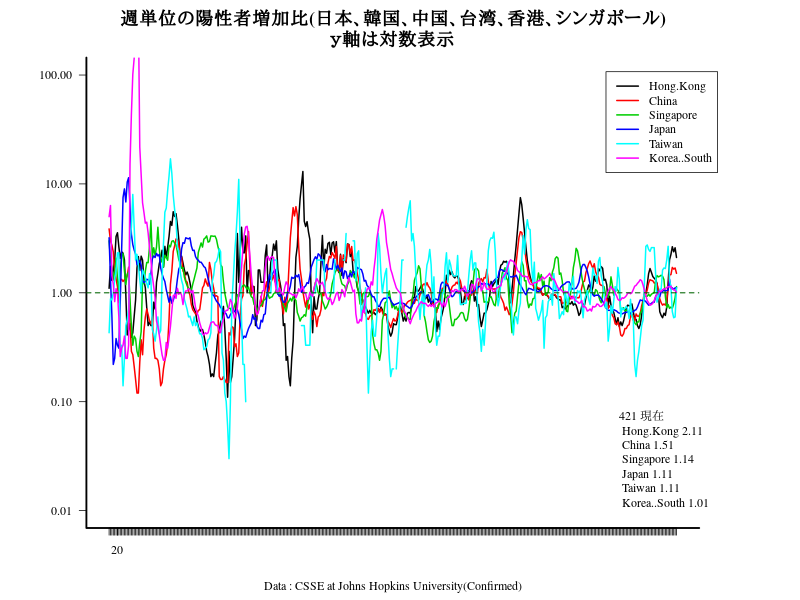 週単位の陽性者増加比(日本、韓国、中国、台湾、香港、シンガポール)
y軸は対数表示
100.00
10.00
1.00
0.10
0.01
Hong.Kong
China
Singapore
Japan
Taiwan
Korea..South
421 現在
Hong.Kong 2.11
China 1.51
Singapore 1.14
Japan 1.11
Taiwan 1.11
Korea..South 1.01
20
Data : CSSE at Johns Hopkins University(Confirmed)